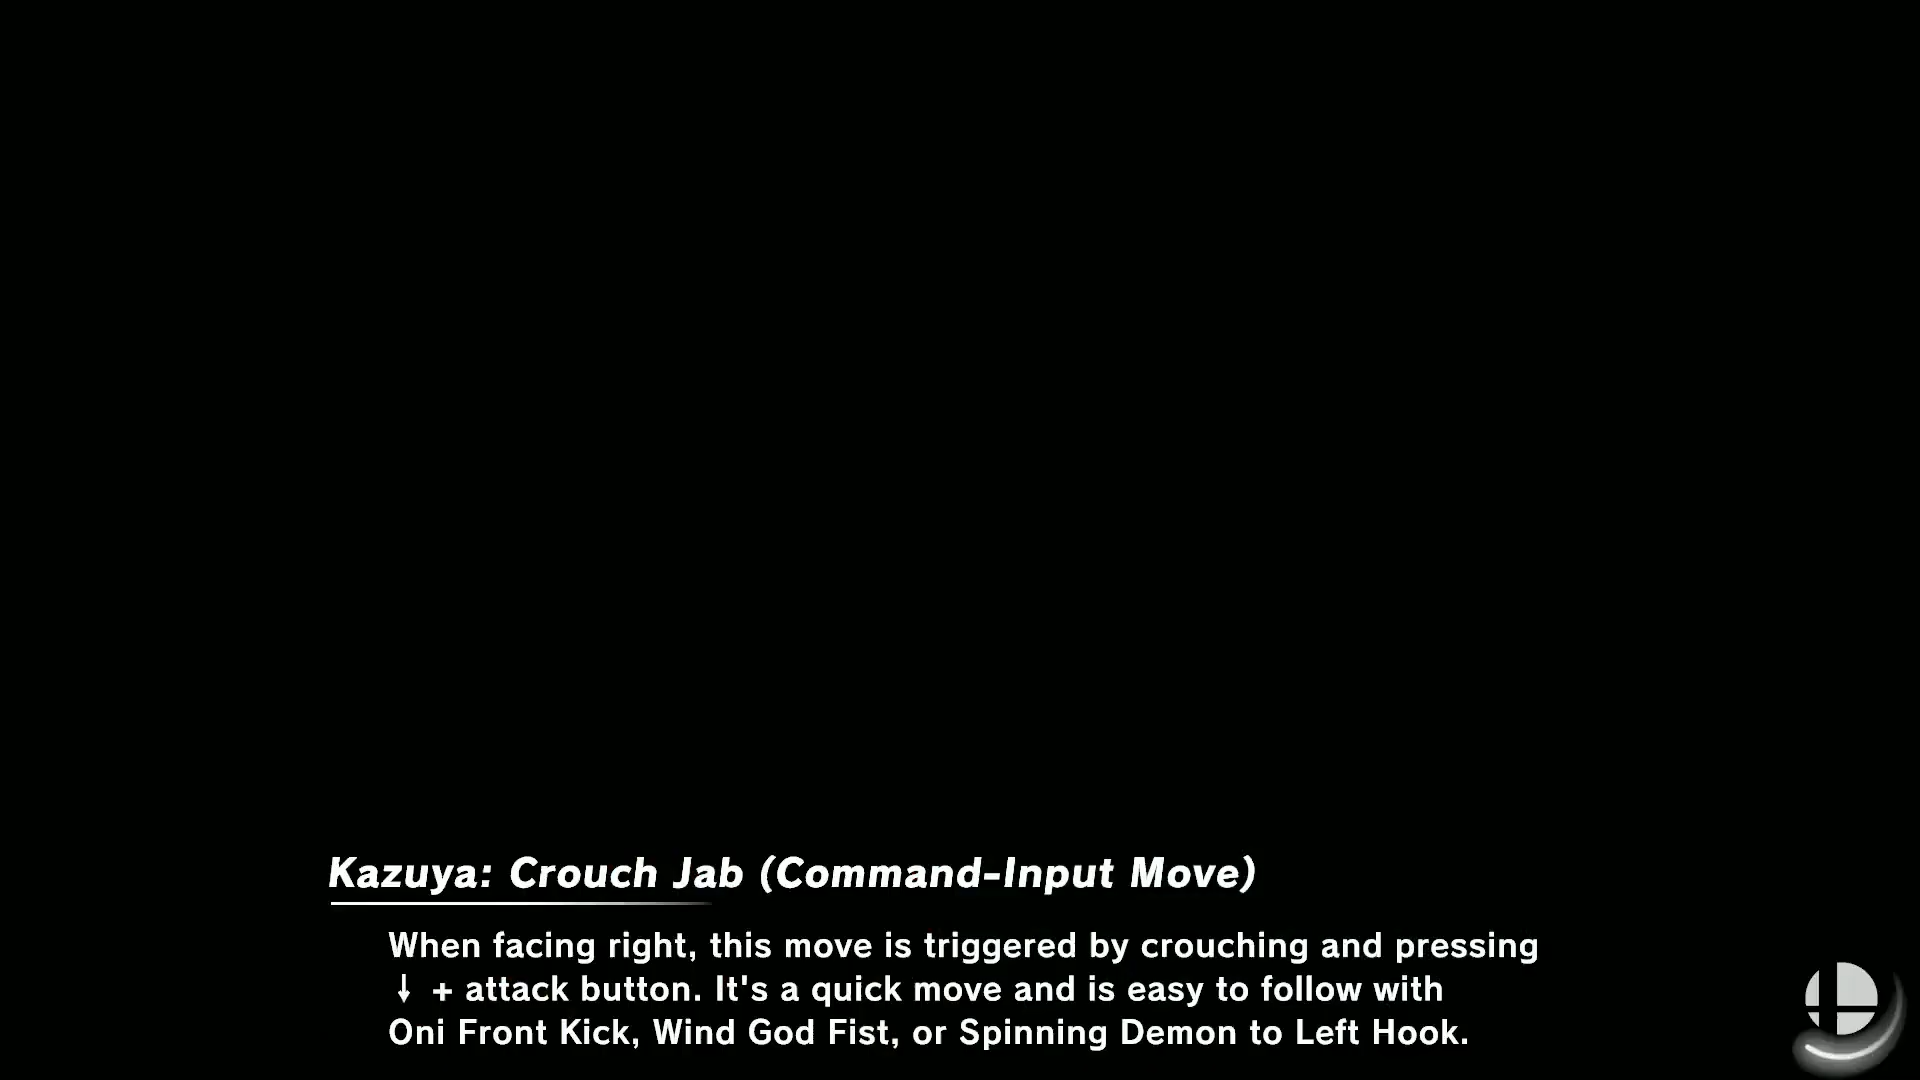 Kazuya: Crouch Jab (Command-Input Move)
When facing right, this move is triggered by crouching and pressing
↓ + attack button. It's a quick move and is easy to follow with
Oni Front Kick, Wind God Fist, or Spinning Demon to Left Hook.